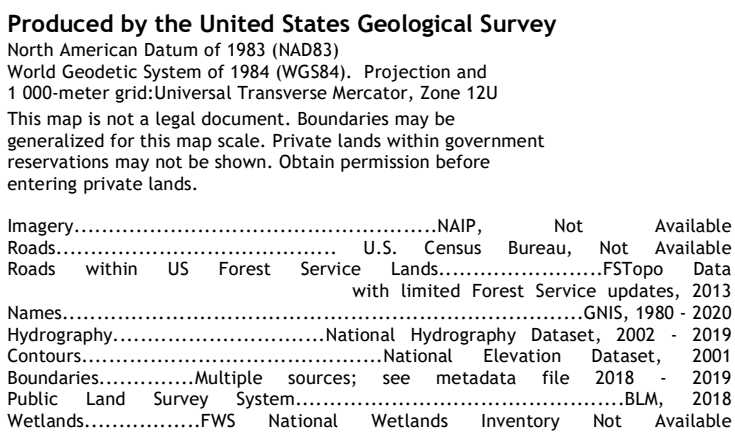 Produced by the United States Geological Survey
North American Datum of 1983 (NAD83)
World Geodetic System of 1984 (WGS84). Projection and
1 000-meter grid:Universal Transverse Mercator, Zone 12U
This map is not a legal document. Boundaries may be
generalized for this map scale. Private lands within government
reservations may not be shown. Obtain permission before
entering private lands.
Imagery.....................................................NAIP, Not Available
Roads......................................... U.S. Census Bureau, Not Available
Roads within US Forest Service Lands........................FSTopo Data
with limited Forest Service updates, 2013
Names............................................................................GNIS, 1980 - 2020
Hydrography...............................National Hydrography Dataset, 2002 - 2019
Contours............................................National Elevation Dataset, 2001
Boundaries..............Multiple sources; see metadata file 2018 - 2019
Public Land Survey System................................................BLM, 2018
Wetlands.................FWS National Wetlands Inventory Not Available